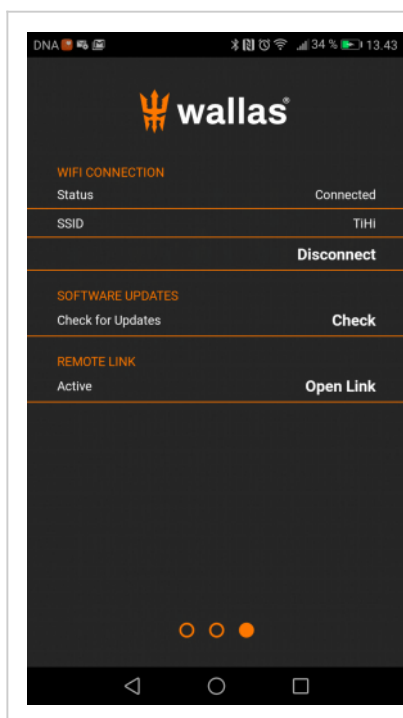 DNA 34 % 13.43
wallas®
WIFI CONNECTION
Status Connected
SSID TiHi
Disconnect
SOFTWARE UPDATES
Check for Updates Check
REMOTE LINK
Active Open Link